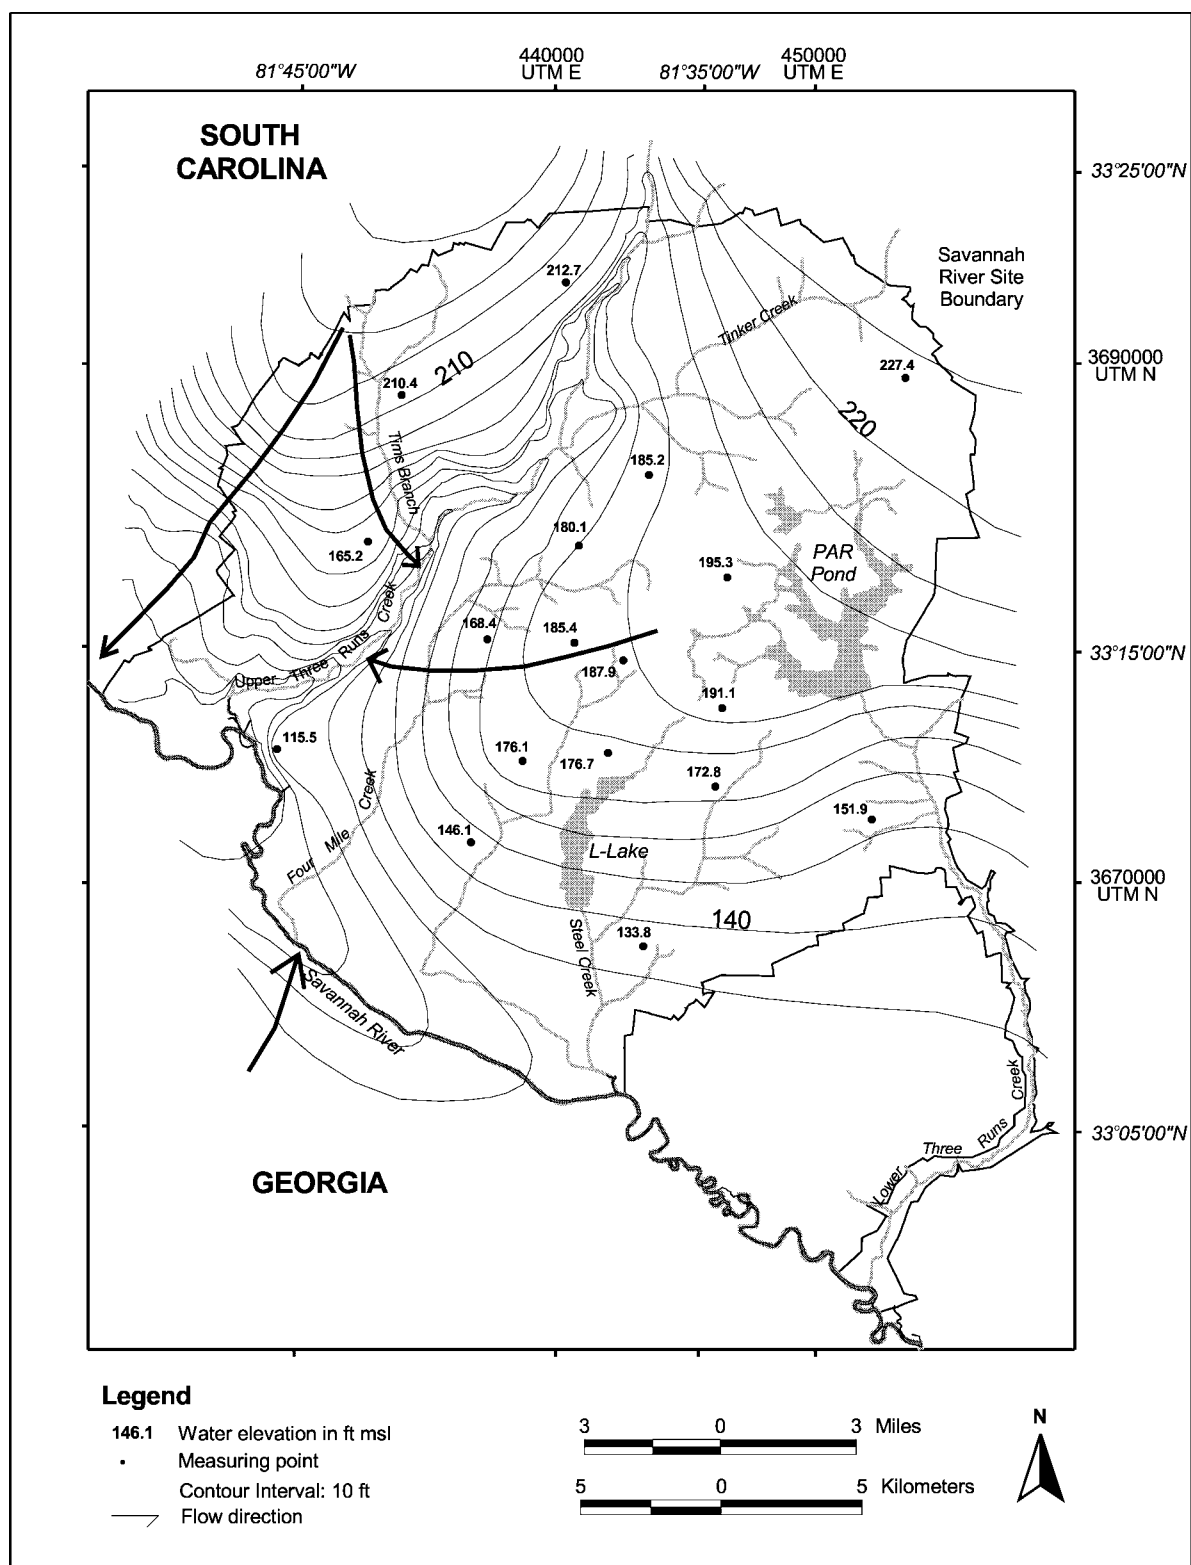 440000
UTM E
450000
UTM E
81°45'00"W
81°35'00"W
SOUTH
CAROLINA
33°25'00"N
Savannah
River Site
Boundary
212.7
Tinker Creek
3690000
UTM N
210
210.4
227.4
220
Tims Branch
185.2
180.1
165.2
PAR
Pond
195.3
168.4
185.4
Upper Three Runs Creek
187.9
33°15'00"N
191.1
115.5
176.1
176.7
172.8
151.9
146.1
Four Mile Creek
L-Lake
3670000
UTM N
140
133.8
Steel Creek
Savannah River
33°05'00"N
Lower Three Runs Creek
GEORGIA
Legend
146.1 Water elevation in ft msl
Measuring point
Contour Interval: 10 ft
Flow direction
3 0 3 Miles
5 0 5 Kilometers
N